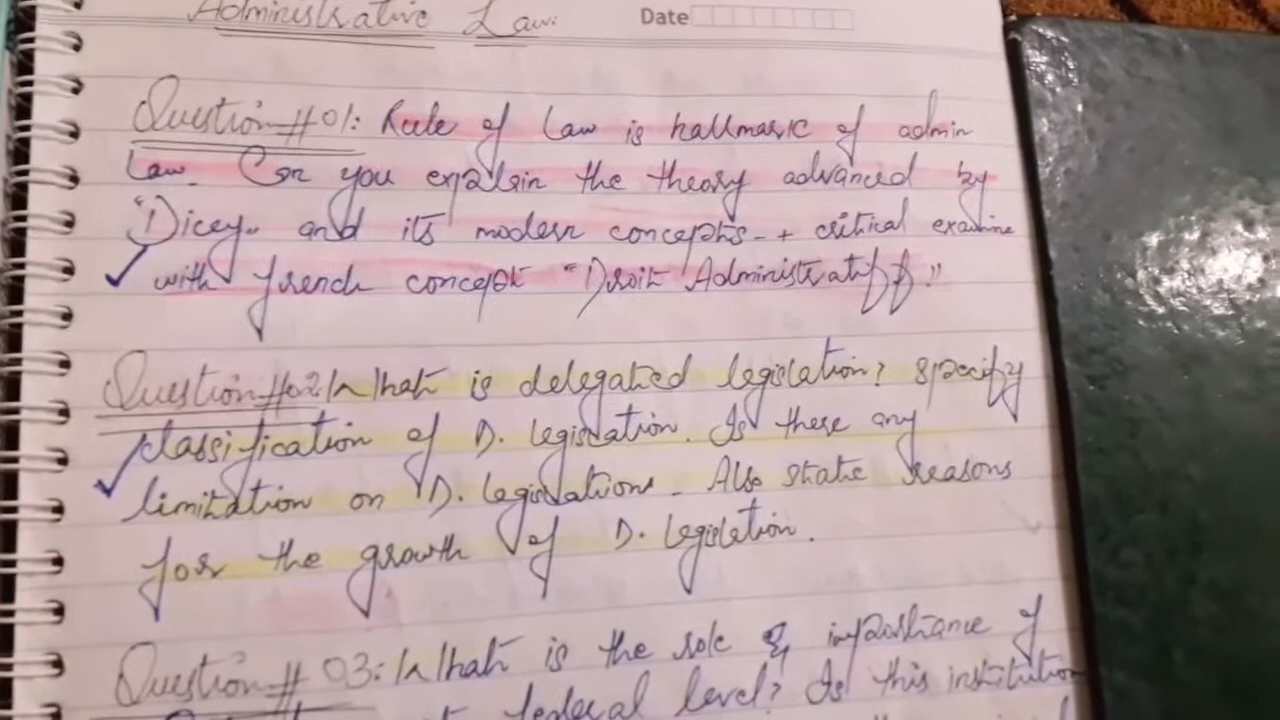 Administrative Law.
Date
Question#01: Rule of Law is hallmark of admin
Law. Can you explain the theory advanced by
"Dicey. and its modern concepts - + critical examine
with french concept "Droit Administratiff"
Question#02: What is delegated legislation? Specify
classification of D. legislation. Is there any
limitation on D. Legislations - Also state reasons
for the growth of D. legislation.
Question# 03: What is the role & importance of
federal level? Is this institution